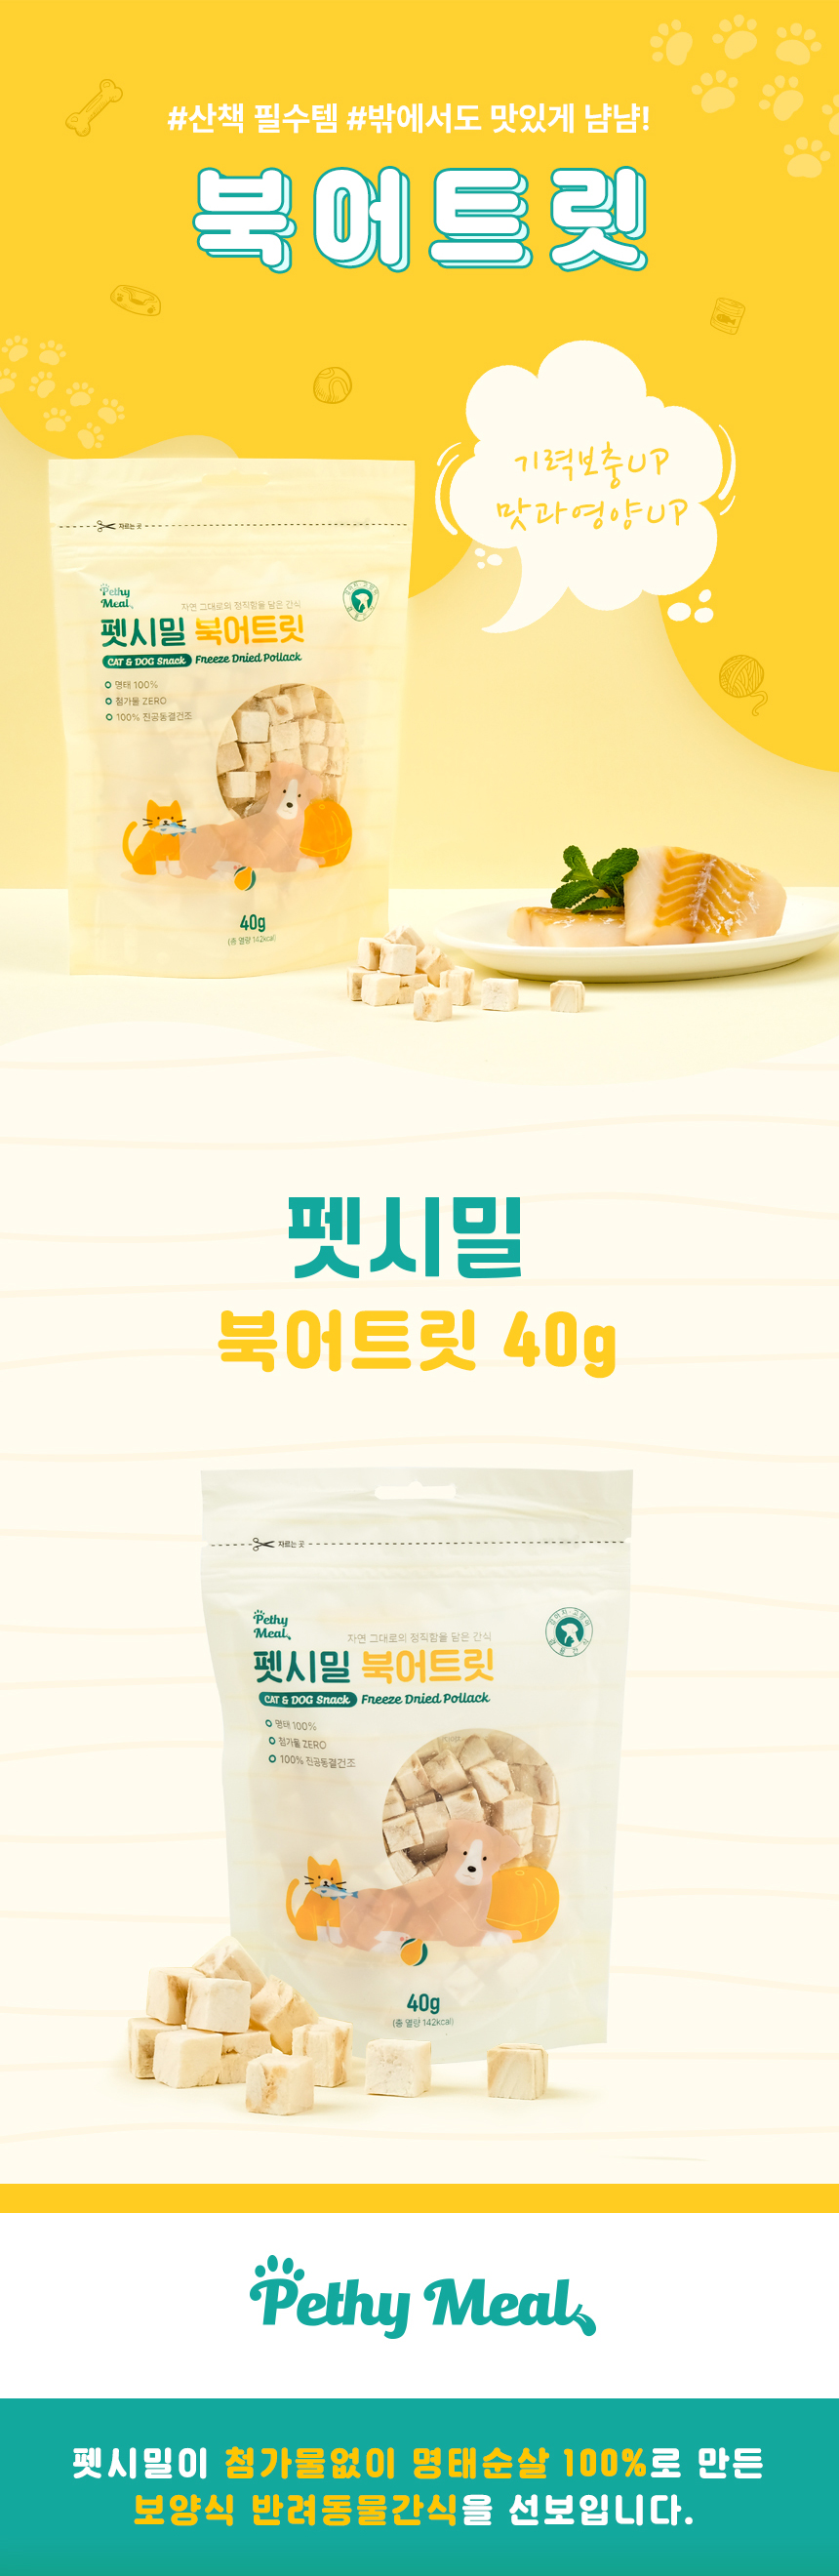 #산책 필수템 #밖에서도 맛있게 냠냠!
북어트릿
기력보충UP
맛과영양UP
자르는 곳
Pethy
Meal
자연 그대로의 정직함을 담은 간식
펫시밀 북어트릿
CAT & DOG Snack Freeze Dried Pollack
명태 100%
첨가물 ZERO
100% 진공동결건조
40g
(총 열량 142kcal)
펫시밀
북어트릿 40g
자르는 곳
Pethy
Meal
자연 그대로의 정직함을 담은 간식
펫시밀 북어트릿
CAT & DOG Snack Freeze Dried Pollack
명태 100%
첨가물 ZERO
100% 진공동결건조
40g
(총 열량 142kcal)
Pethy Meal
펫시밀이 첨가물없이 명태순살 100%로 만든
보양식 반려동물간식을 선보입니다.